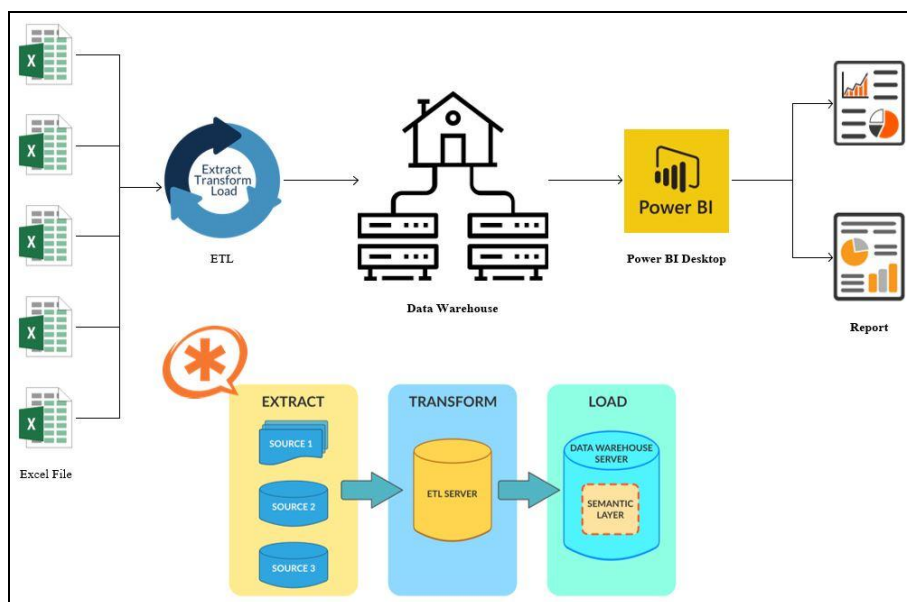 X
X
X
X
X
Excel File
Extract
Transform
Load
ETL
Data Warehouse
Power BI
Power BI Desktop
Report
EXTRACT
SOURCE 1
SOURCE 2
SOURCE 3
TRANSFORM
ETL SERVER
LOAD
DATA WAREHOUSE
SERVER
SEMANTIC
LAYER